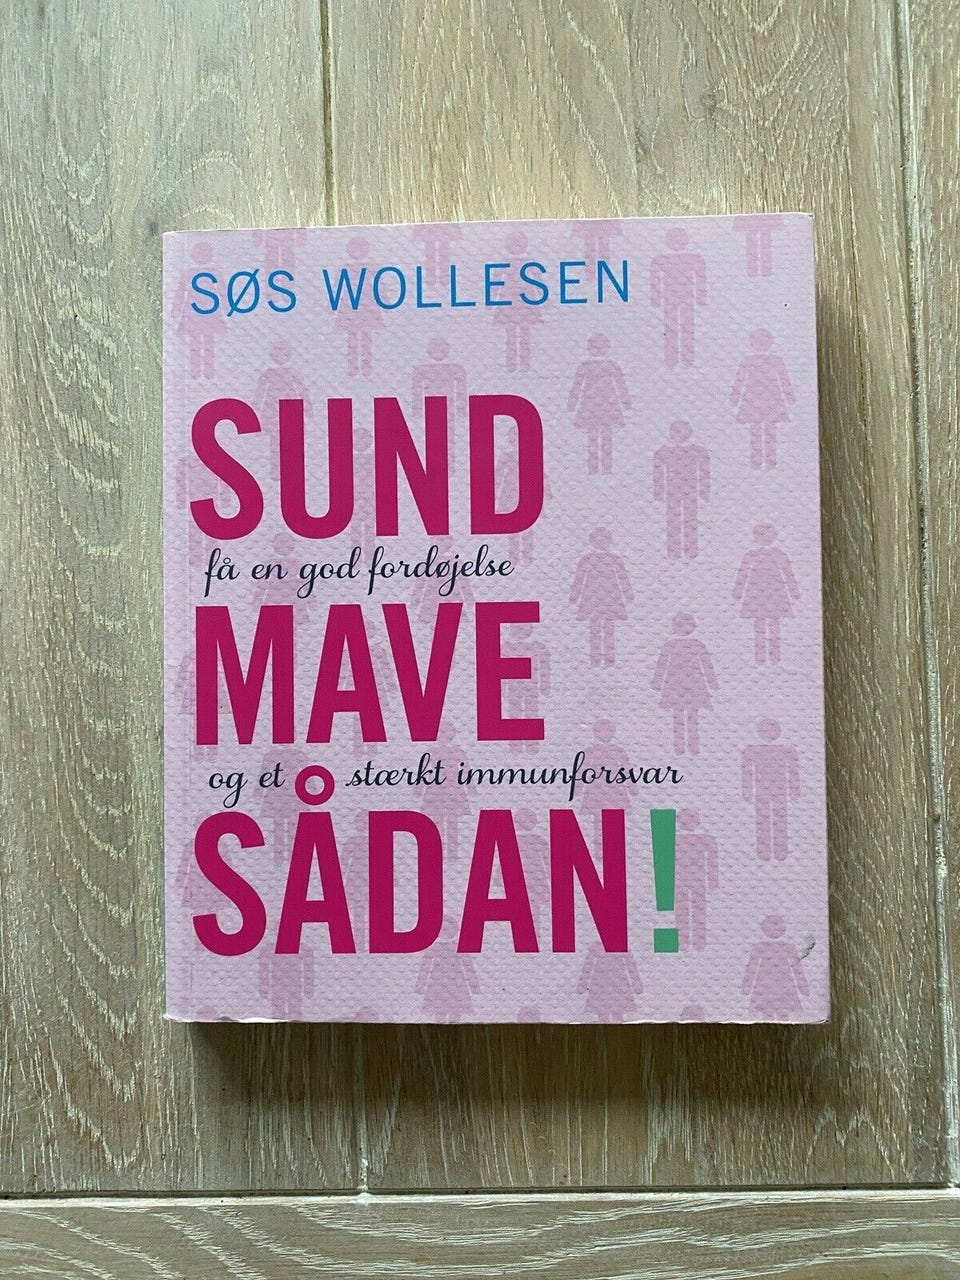 SØS WOLLESEN
SUND
få en god fordøjelse
MAVE
og et stærkt immunforsvar
SÅDAN!